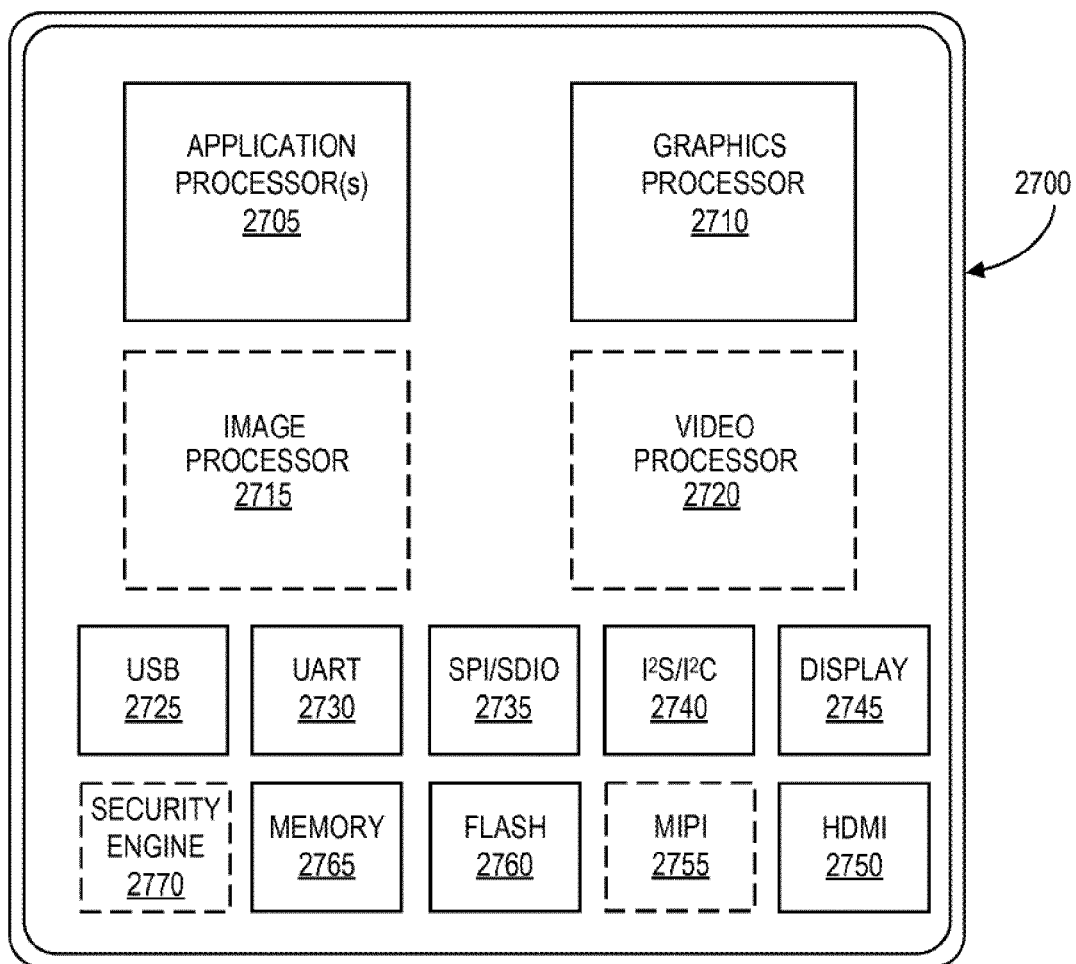 APPLICATION
PROCESSOR(s)
2705
GRAPHICS
PROCESSOR
2710
2700
IMAGE
PROCESSOR
2715
VIDEO
PROCESSOR
2720
USB
2725
UART
2730
SPI/SDIO
2735
I²S/I²C
2740
DISPLAY
2745
SECURITY
ENGINE
2770
MEMORY
2765
FLASH
2760
MIPI
2755
HDMI
2750